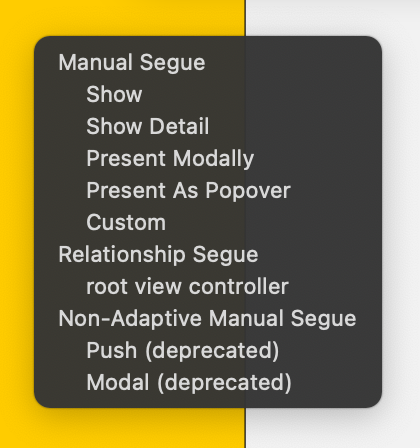 Manual Segue
Show
Show Detail
Present Modally
Present As Popover
Custom
Relationship Segue
root view controller
Non-Adaptive Manual Segue
Push (deprecated)
Modal (deprecated)